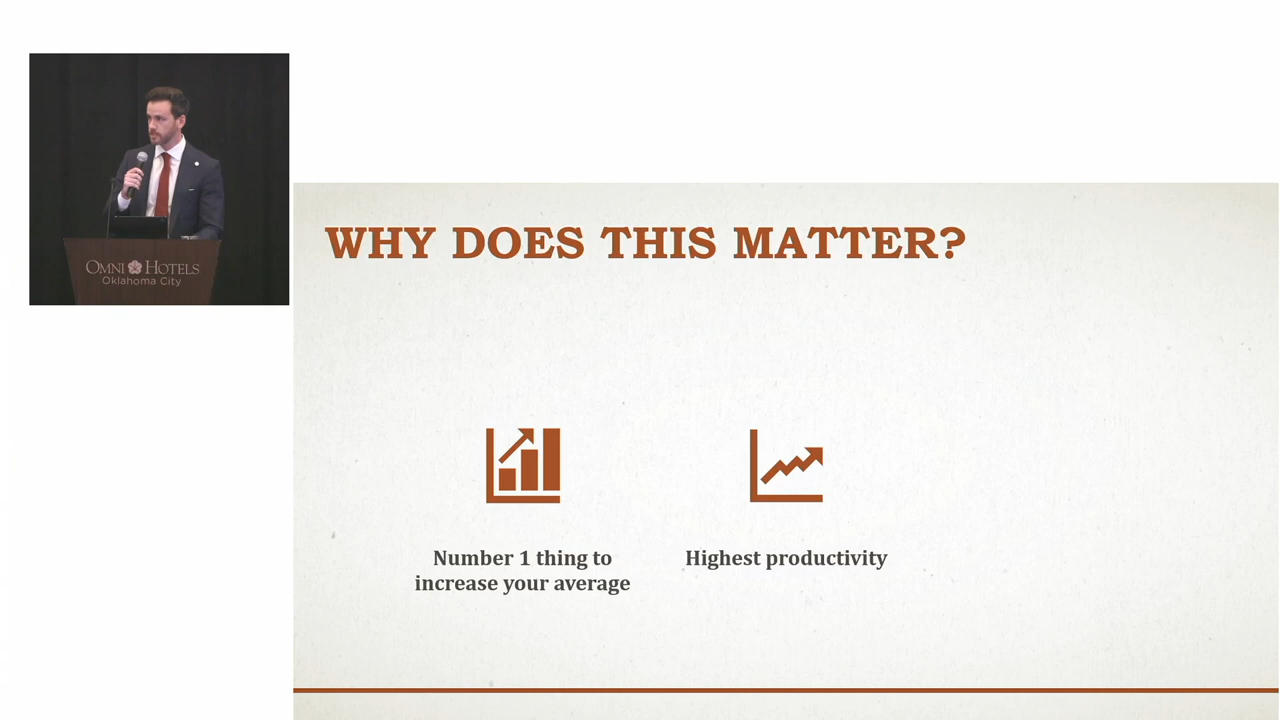 OMNI HOTELS
Oklahoma City
WHY DOES THIS MATTER?
Number 1 thing to
increase your average
Highest productivity